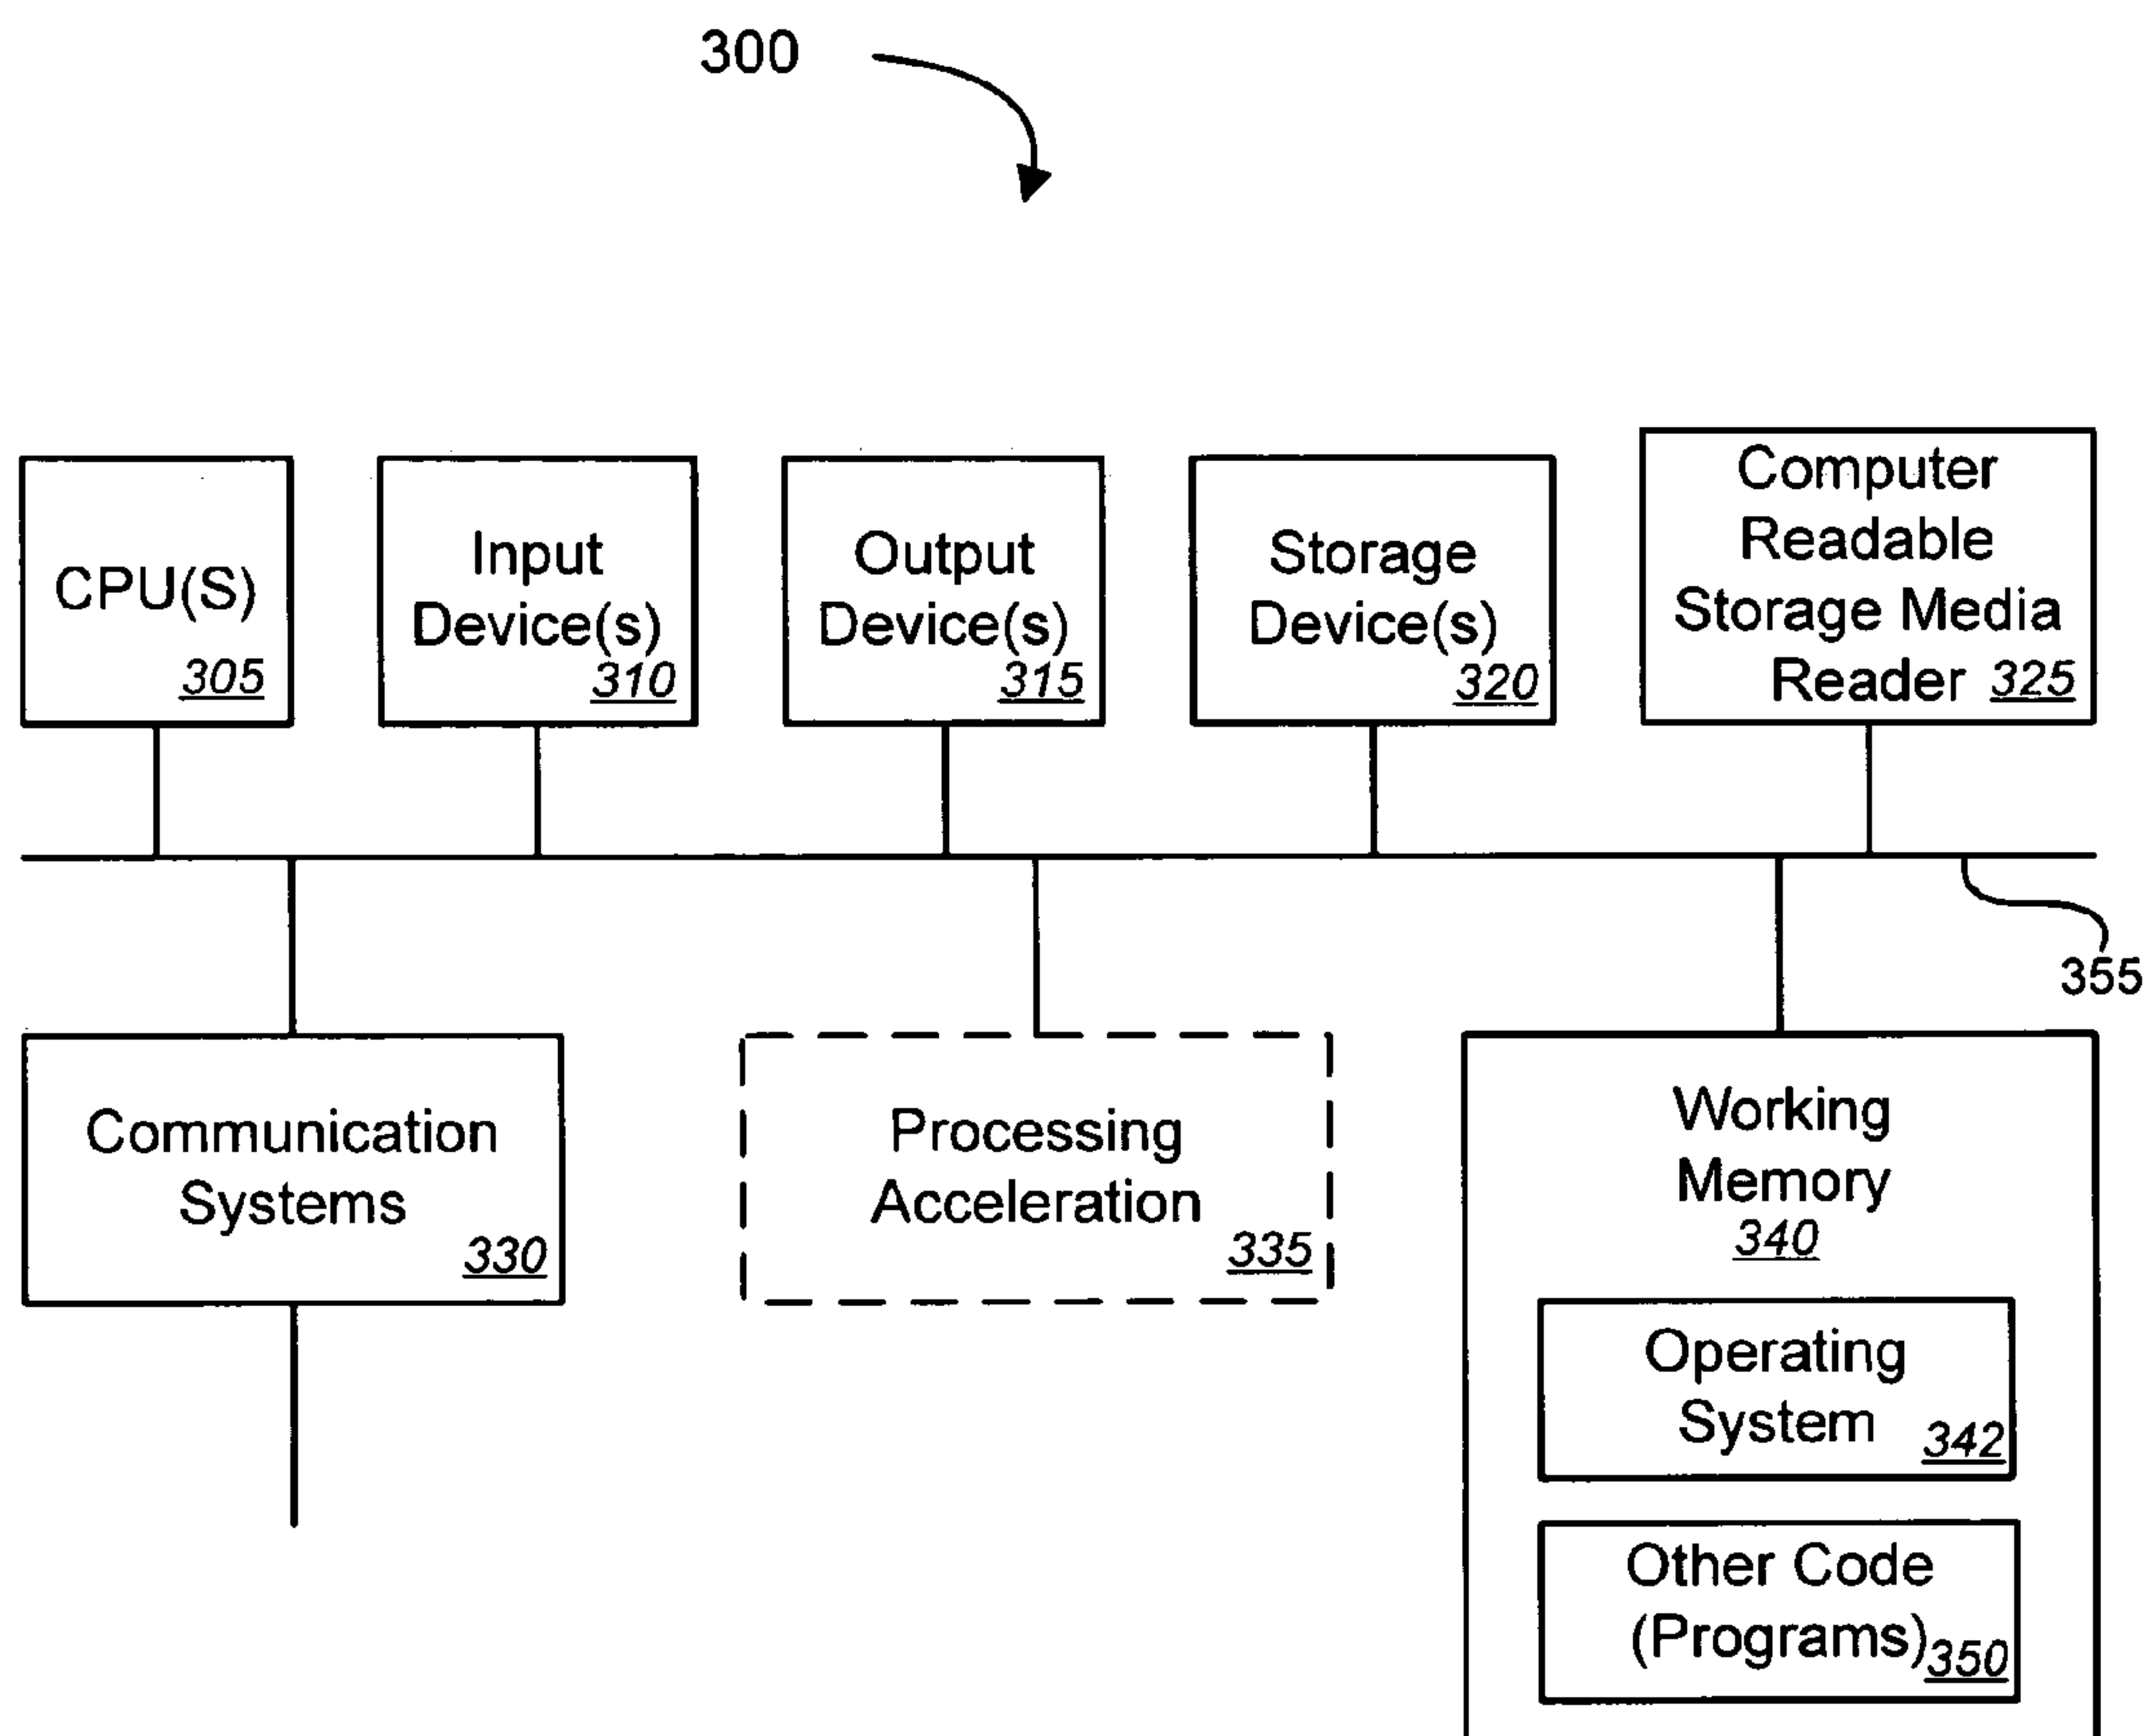 300
CPU(S)
305
Input
Device(s)
310
Output
Device(s)
315
Storage
Device(s)
320
Computer
Readable
Storage Media
Reader 325
355
Communication
Systems
330
Processing
Acceleration
335
Working
Memory
340
Operating
System 342
Other Code
(Programs) 350